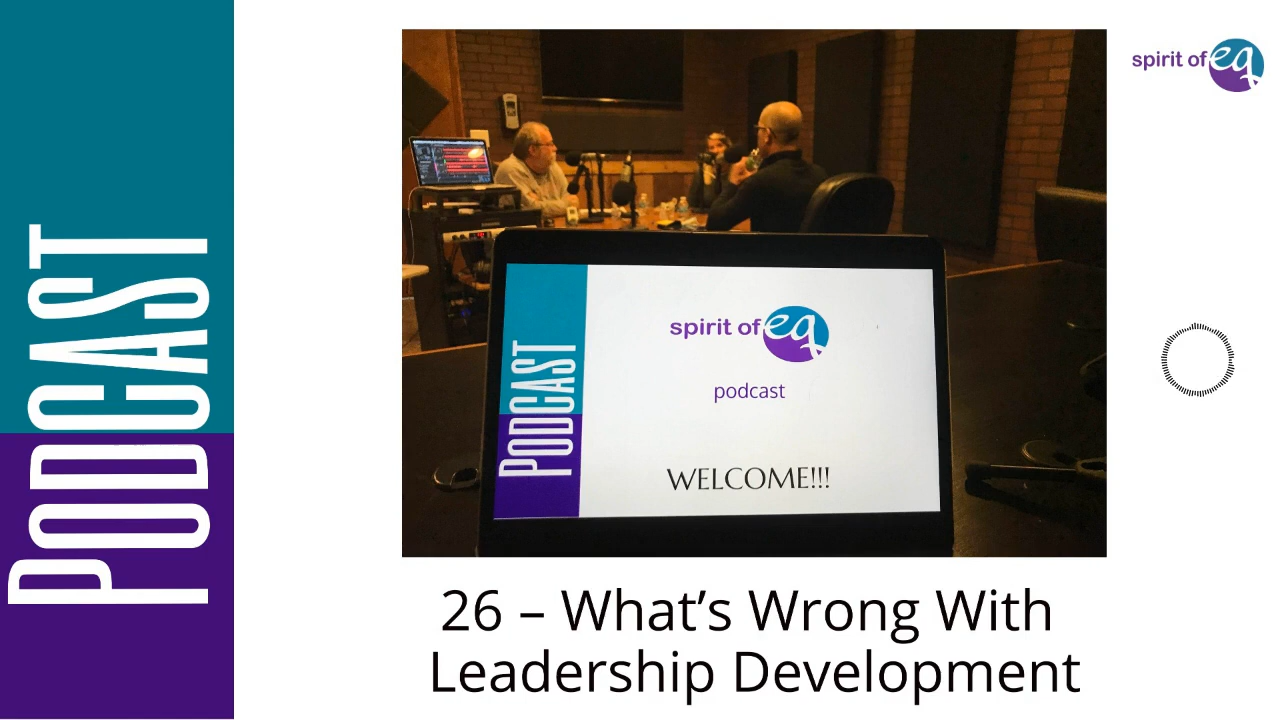 PODCAST
spirit of eq
PODCAST
spirit of eq
podcast
WELCOME!!!
26 – What’s Wrong With
Leadership Development